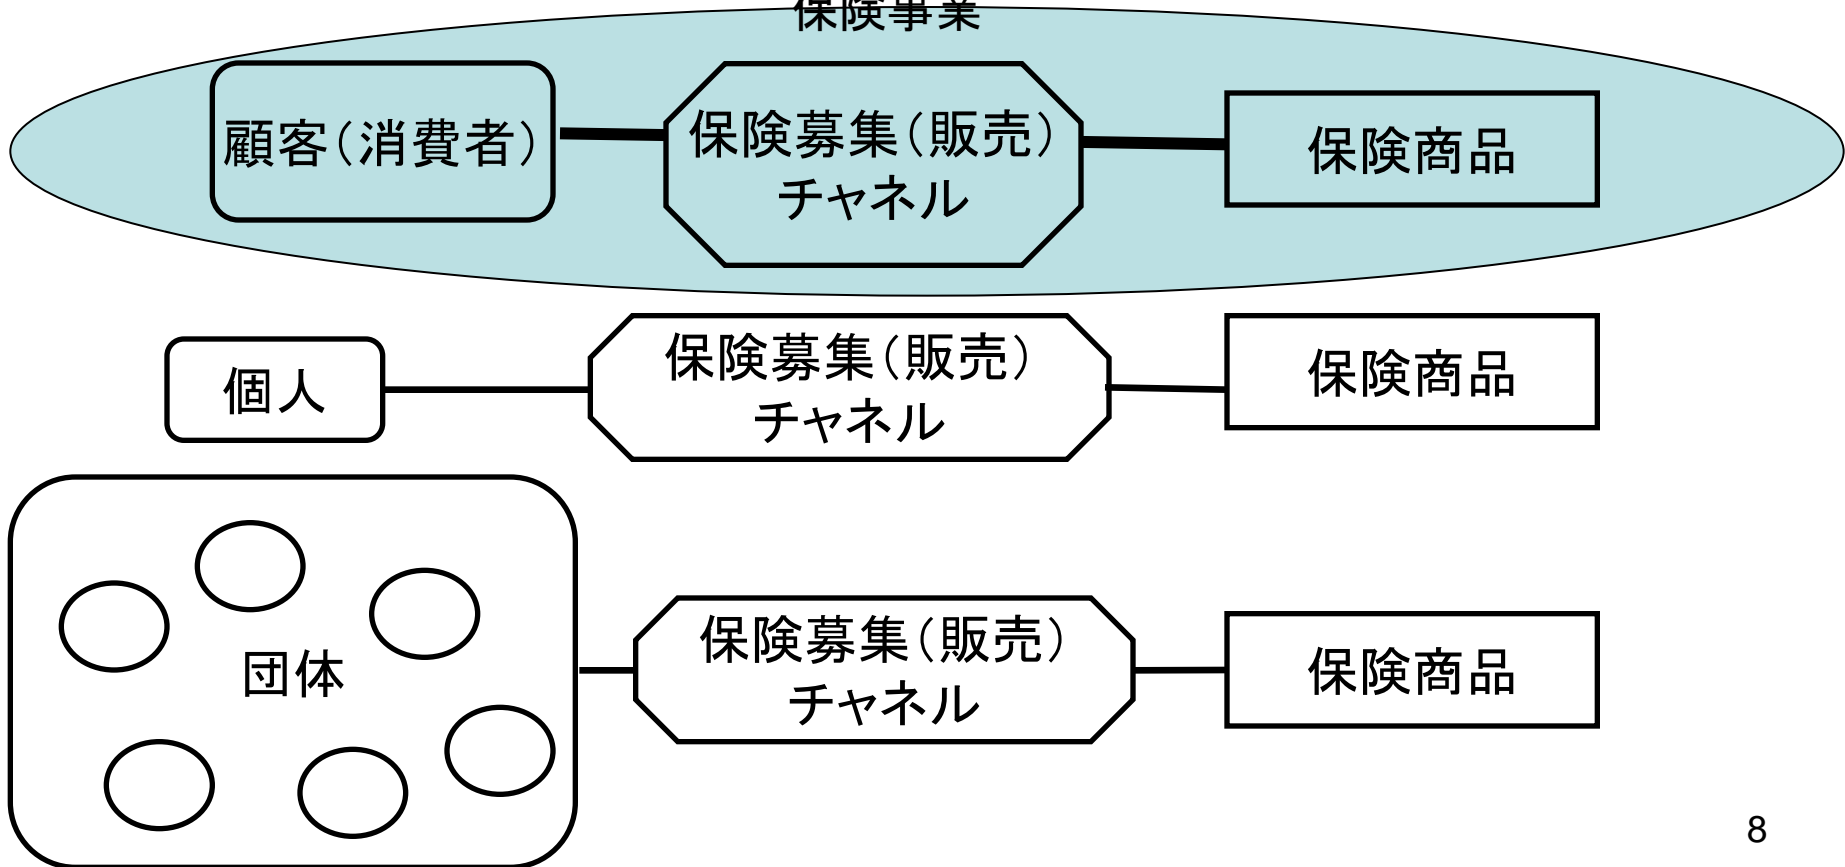 保険事業
顧客（消費者）
保険募集（販売）
チャネル
保険商品
個人
保険募集（販売）
チャネル
保険商品
団体
保険募集（販売）
チャネル
保険商品
8